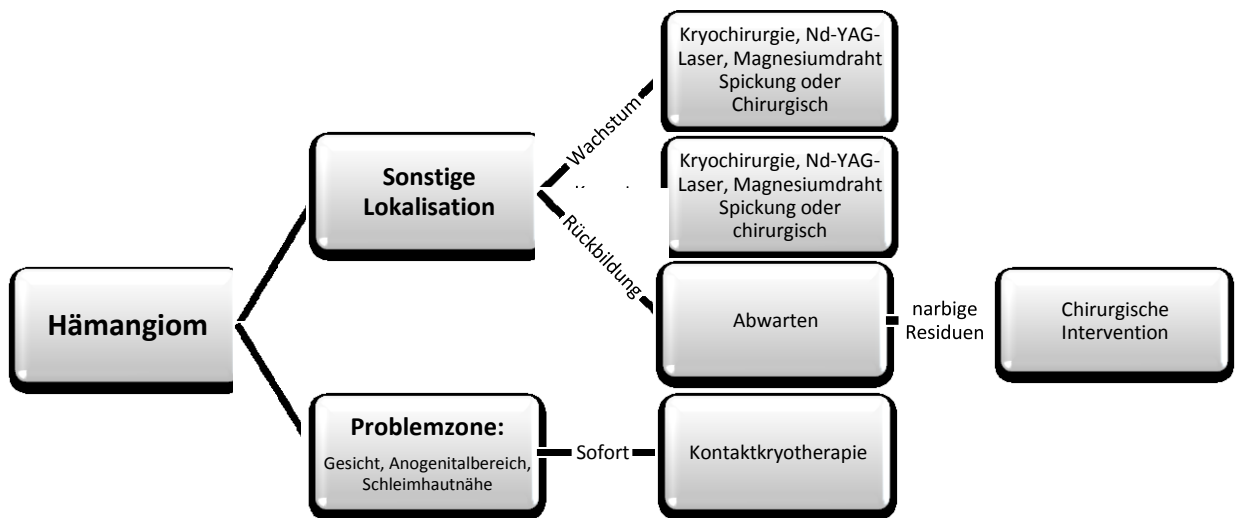 Hämangiom
Sonstige
Lokalisation
Wachstum
Kryochirurgie, Nd-YAG-
Laser, Magnesiumdraht
Spickung oder
Chirurgisch
Kryochirurgie, Nd-YAG-
Laser, Magnesiumdraht
Spickung oder
chirurgisch
Rückbildung
Abwarten
narbige
Residuen
Chirurgische
Intervention
Problemzone:
Gesicht, Anogenitalbereich,
Schleimhautnähe
Sofort
Kontaktkryotherapie